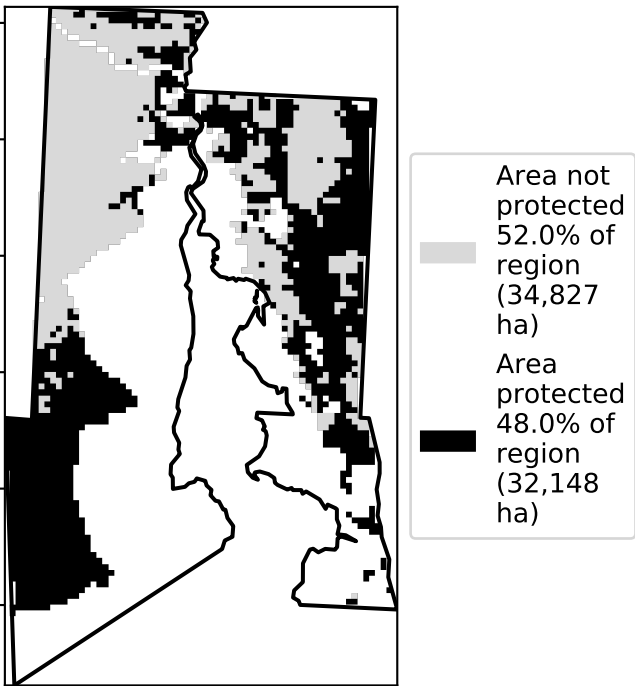 Area not
protected
52.0% of
region
(34,827
ha)
Area
protected
48.0% of
region
(32,148
ha)